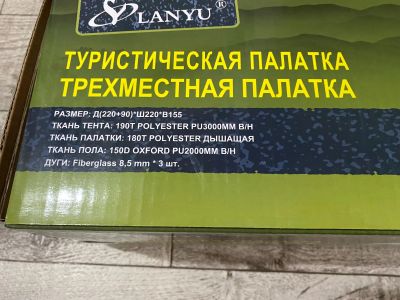 LANYU®
ТУРИСТИЧЕСКАЯ ПАЛАТКА
ТРЕХМЕСТНАЯ ПАЛАТКА
РАЗМЕР: Д(220+90)*Ш220*В155
ТКАНЬ ТЕНТА: 190T POLYESTER PU3000MM В/Н
ТКАНЬ ПАЛАТКИ: 180T POLYESTER ДЫШАЩАЯ
ТКАНЬ ПОЛА: 150D OXFORD PU2000MM В/Н
ДУГИ: Fiberglass 8,5 mm * 3 шт.